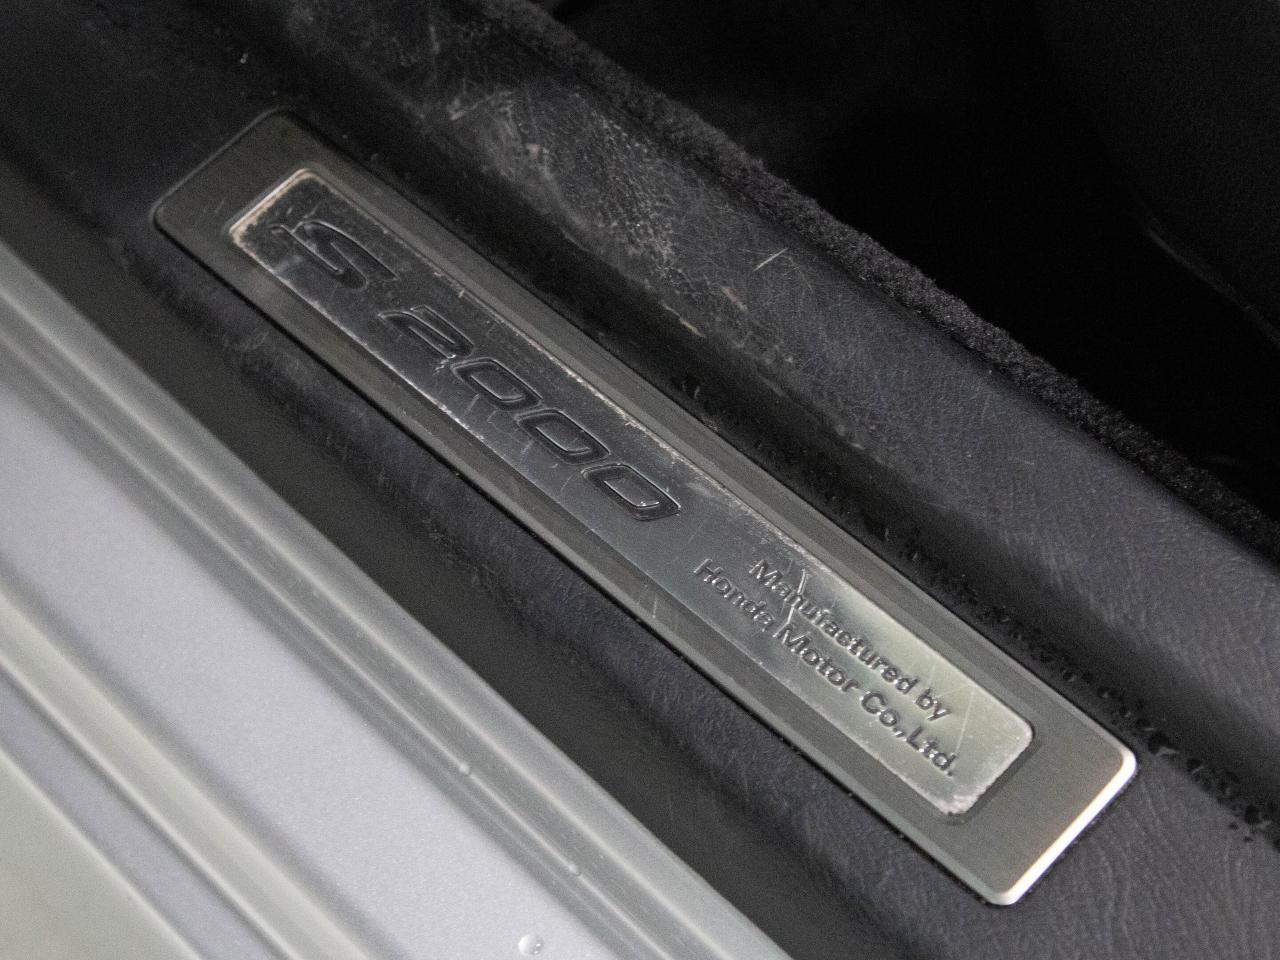 S2000
Manufactured by
Honda Motor Co.,Ltd.